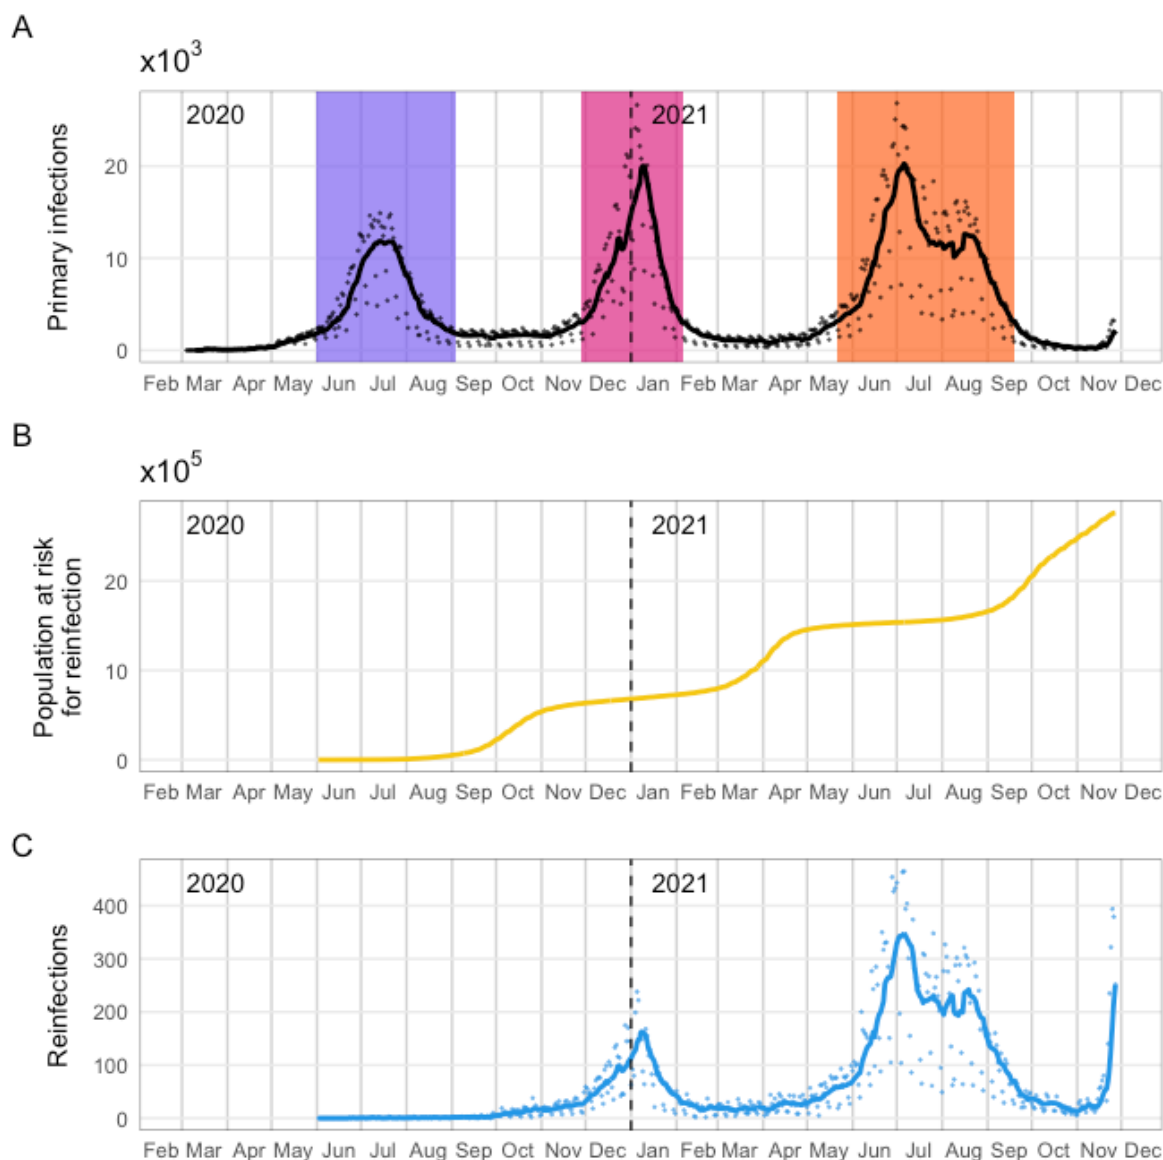 A
x10³
2020
2021
Primary infections
20
10
0
Feb Mar Apr May Jun Jul Aug Sep Oct Nov Dec Jan Feb Mar Apr May Jun Jul Aug Sep Oct Nov Dec
B
x10⁵
2020
2021
Population at risk
for reinfection
20
10
0
Feb Mar Apr May Jun Jul Aug Sep Oct Nov Dec Jan Feb Mar Apr May Jun Jul Aug Sep Oct Nov Dec
C
2020
2021
Reinfections
400
300
200
100
0
Feb Mar Apr May Jun Jul Aug Sep Oct Nov Dec Jan Feb Mar Apr May Jun Jul Aug Sep Oct Nov Dec